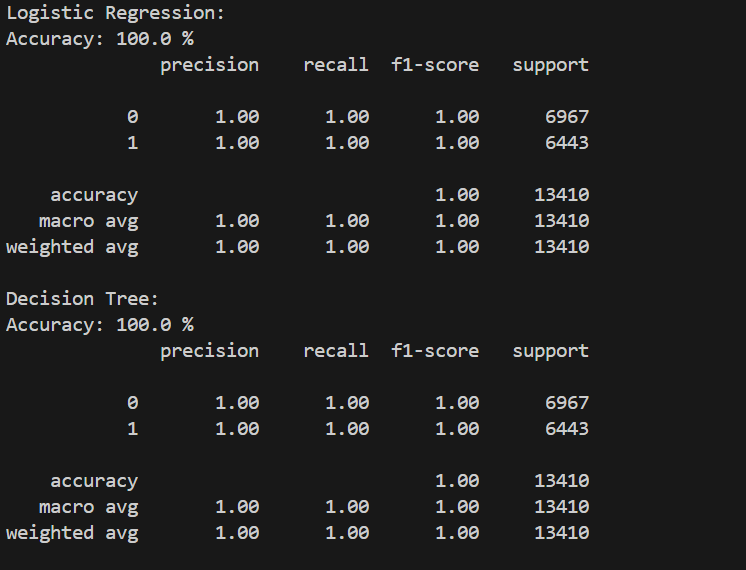 Logistic Regression:
Accuracy: 100.0 %
precision recall f1-score support
0 1.00 1.00 1.00 6967
1 1.00 1.00 1.00 6443
accuracy 1.00 13410
macro avg 1.00 1.00 1.00 13410
weighted avg 1.00 1.00 1.00 13410
Decision Tree:
Accuracy: 100.0 %
precision recall f1-score support
0 1.00 1.00 1.00 6967
1 1.00 1.00 1.00 6443
accuracy 1.00 13410
macro avg 1.00 1.00 1.00 13410
weighted avg 1.00 1.00 1.00 13410